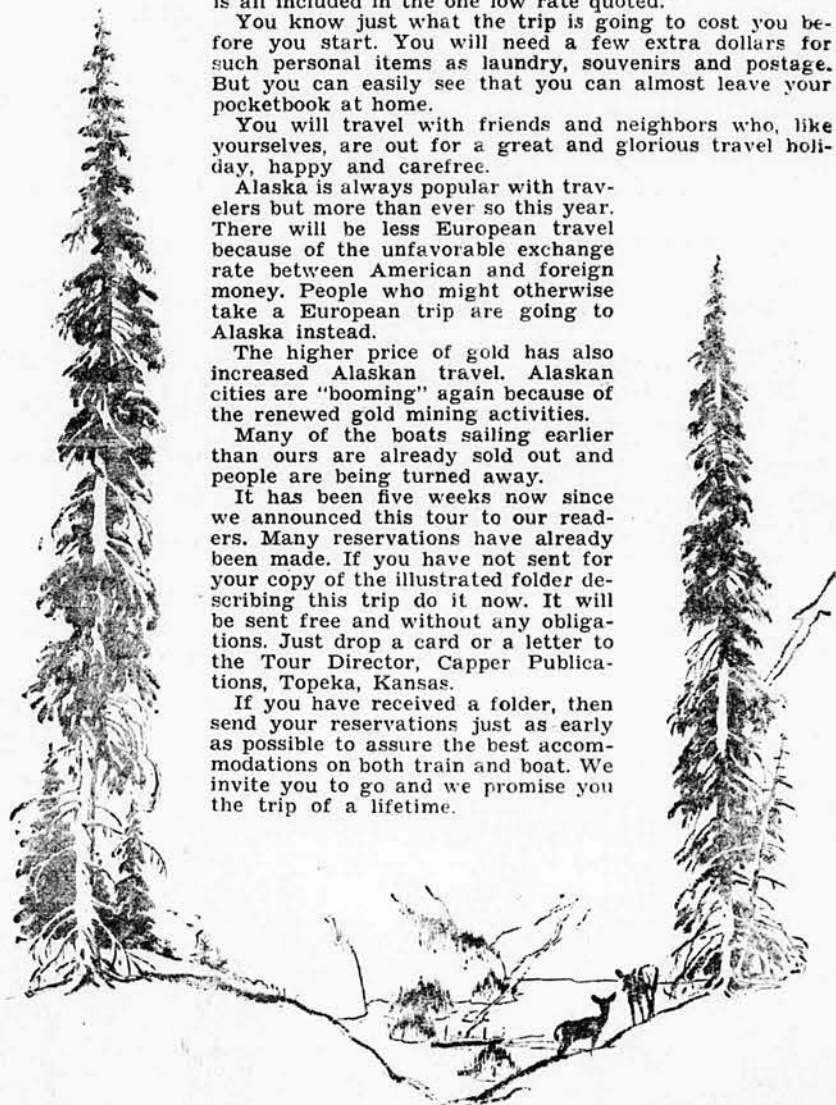 is all included in the one low rate quoted.
You know just what the trip is going to cost you be-
fore you start. You will need a few extra dollars for
such personal items as laundry, souvenirs and postage.
But you can easily see that you can almost leave your
pocketbook at home.
You will travel with friends and neighbors who, like
yourselves, are out for a great and glorious travel holi-
day, happy and carefree.
Alaska is always popular with trav-
elers but more than ever so this year.
There will be less European travel
because of the unfavorable exchange
rate between American and foreign
money. People who might otherwise
take a European trip are going to
Alaska instead.
The higher price of gold has also
increased Alaskan travel. Alaskan
cities are "booming" again because of
the renewed gold mining activities.
Many of the boats sailing earlier
than ours are already sold out and
people are being turned away.
It has been five weeks now since
we announced this tour to our read-
ers. Many reservations have already
been made. If you have not sent for
your copy of the illustrated folder de-
scribing this trip do it now. It will
be sent free and without any obliga-
tions. Just drop a card or a letter to
the Tour Director, Capper Publica-
tions, Topeka, Kansas.
If you have received a folder, then
send your reservations just as early
as possible to assure the best accom-
modations on both train and boat. We
invite you to go and we promise you
the trip of a lifetime.